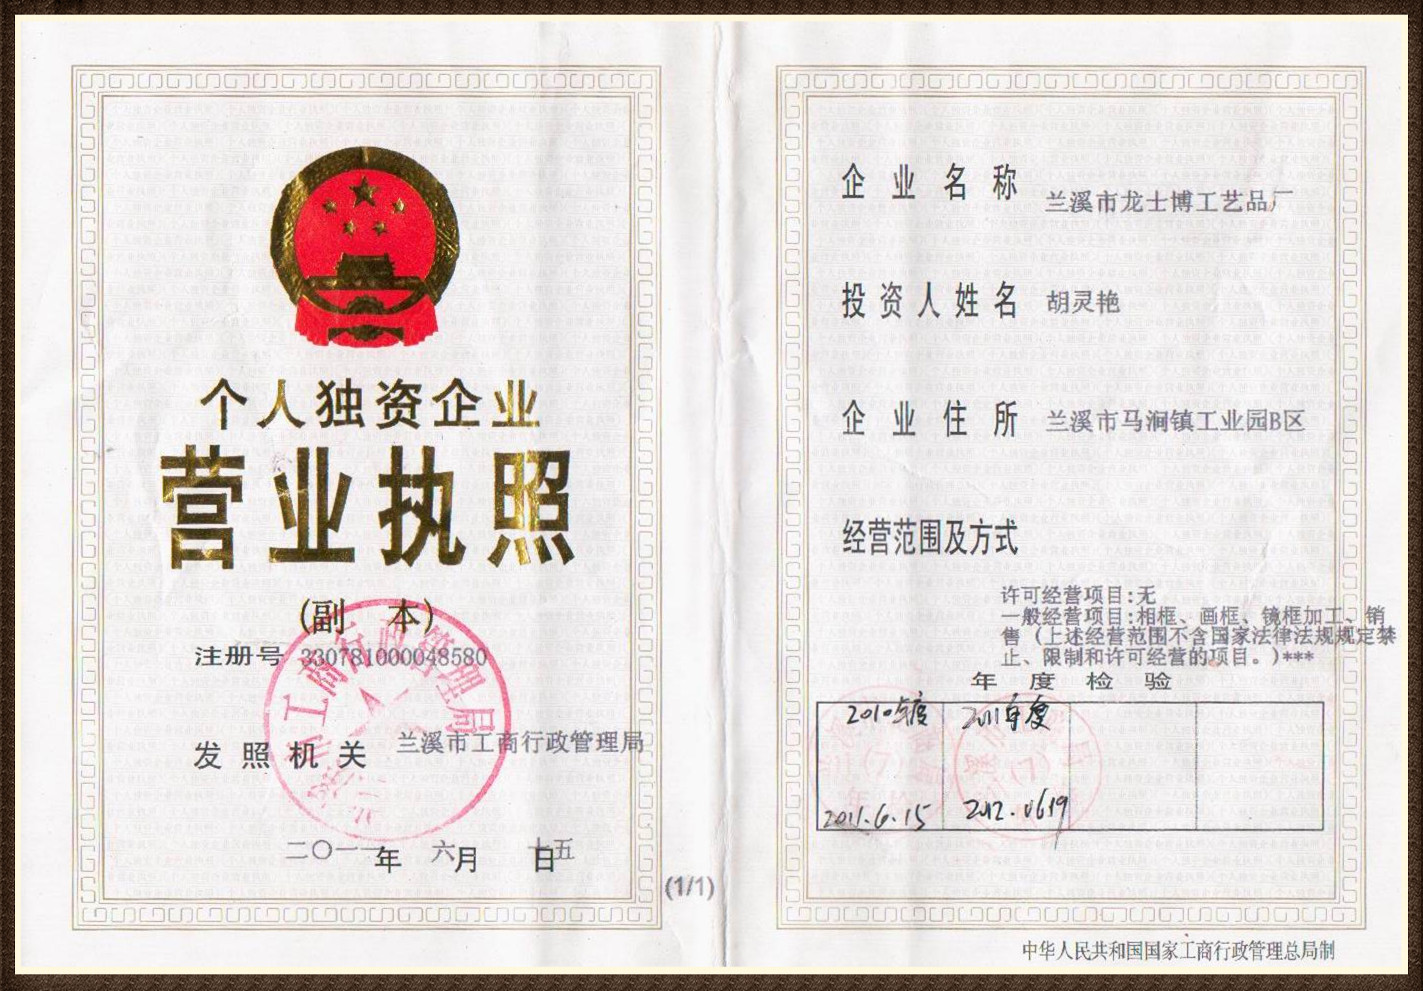 个人独资企业
营业执照
(副 本)
注册号 330781000048580
发照机关 兰溪市工商行政管理局
二〇一一年 六月 十五日
(1/1)
企业名称 兰溪市龙士博工艺品厂
投资人姓名 胡灵艳
企业住所 兰溪市马涧镇工业园B区
经营范围及方式
许可经营项目:无
一般经营项目:相框、画框、镜框加工、销
售(上述经营范围不含国家法律法规规定禁
止、限制和许可经营的项目。)***
年度检验
2010年度 2011年度
2011.6.15 2012.0619
中华人民共和国国家工商行政管理总局制